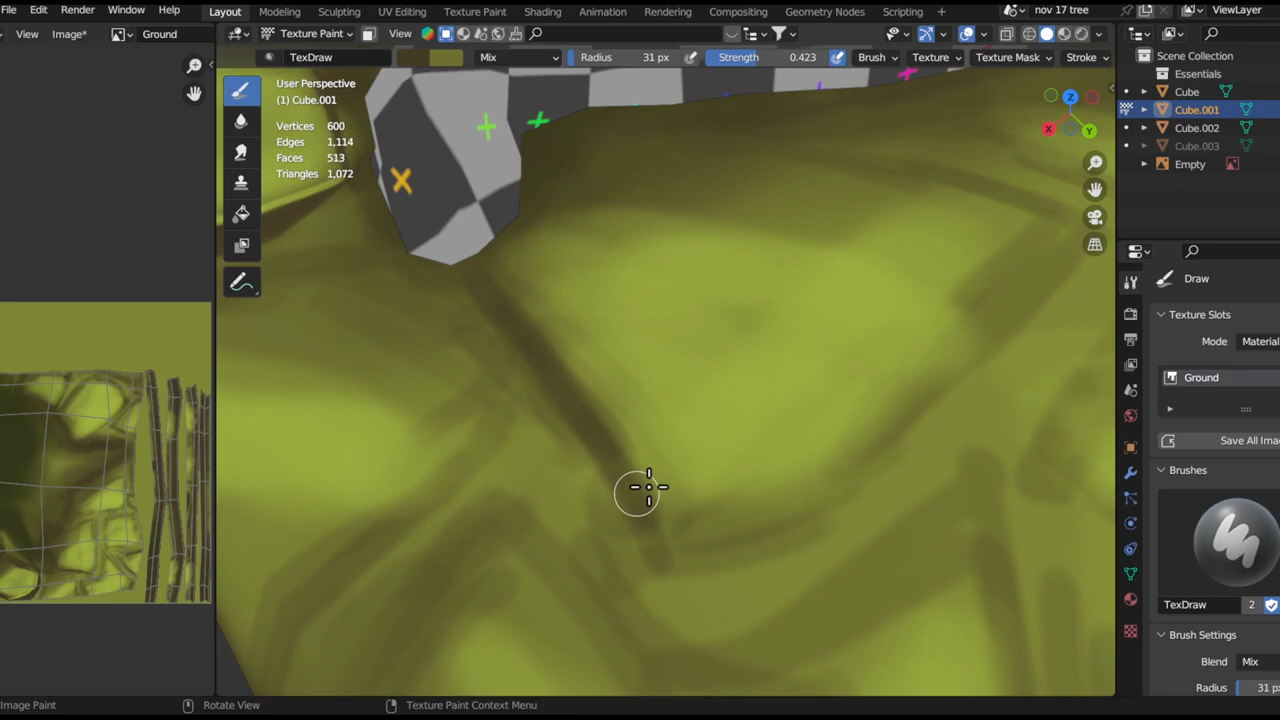 File Edit Render Window Help Layout Modeling Sculpting UV Editing Texture Paint Shading Animation Rendering Compositing Geometry Nodes Scripting + nov 17 tree ViewLayer
View Image* Ground Texture Paint View
TexDraw Mix Radius 31 px Strength 0.423 Brush Texture Texture Mask Stroke
User Perspective
(1) Cube.001
Vertices 600
Edges 1,114
Faces 513
Triangles 1,072
Z
X Y
Scene Collection
Essentials
Cube
Cube.001
Cube.002
Cube.003
Empty
Draw
Texture Slots
Mode Material
Ground
Save All Ima
Brushes
TexDraw 2
Brush Settings
Blend Mix
Radius 31 px
Image Paint Rotate View Texture Paint Context Menu